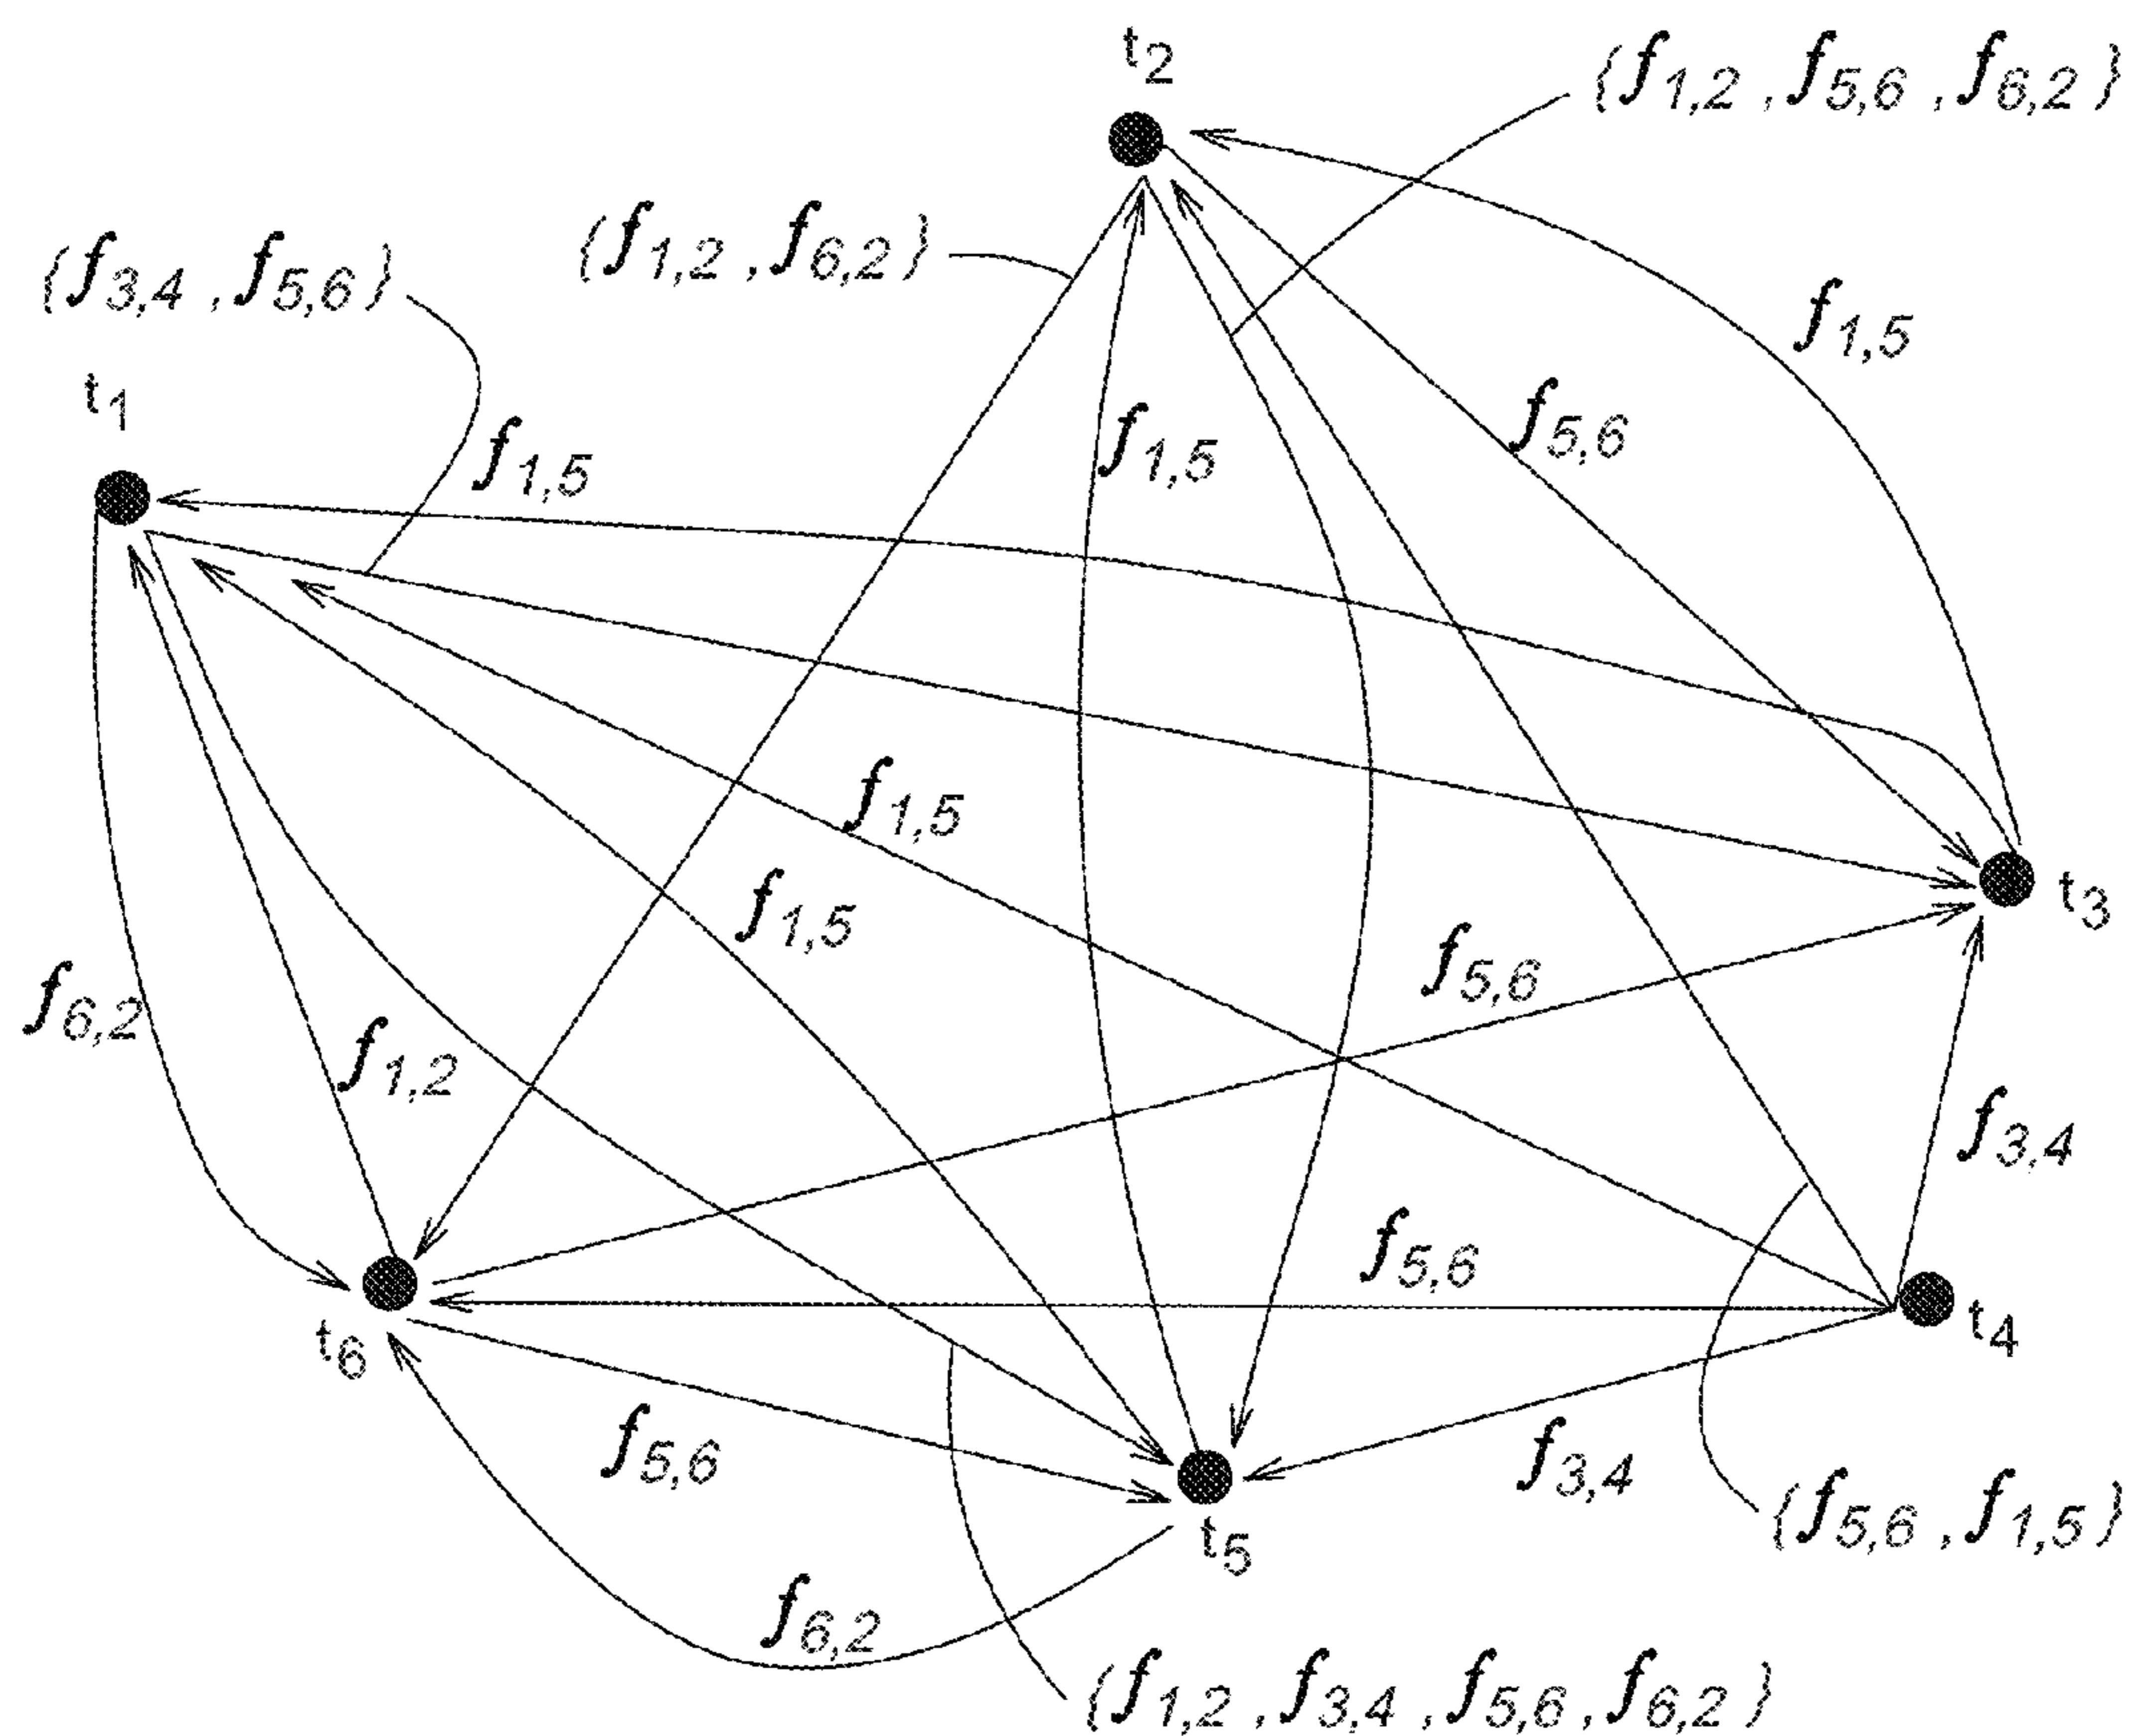 t2
{f1,2 , f5,6 , f6,2}
{f3,4 , f5,6}
{f1,2 , f6,2}
f1,5
t1
f1,5
f1,5
f5,6
f1,5
f1,5
t3
f5,6
f6,2
f1,2
f3,4
f5,6
t6
t4
f5,6
f3,4
t5
{f5,6 , f1,5}
f6,2
{f1,2 , f3,4 , f5,6 , f6,2}